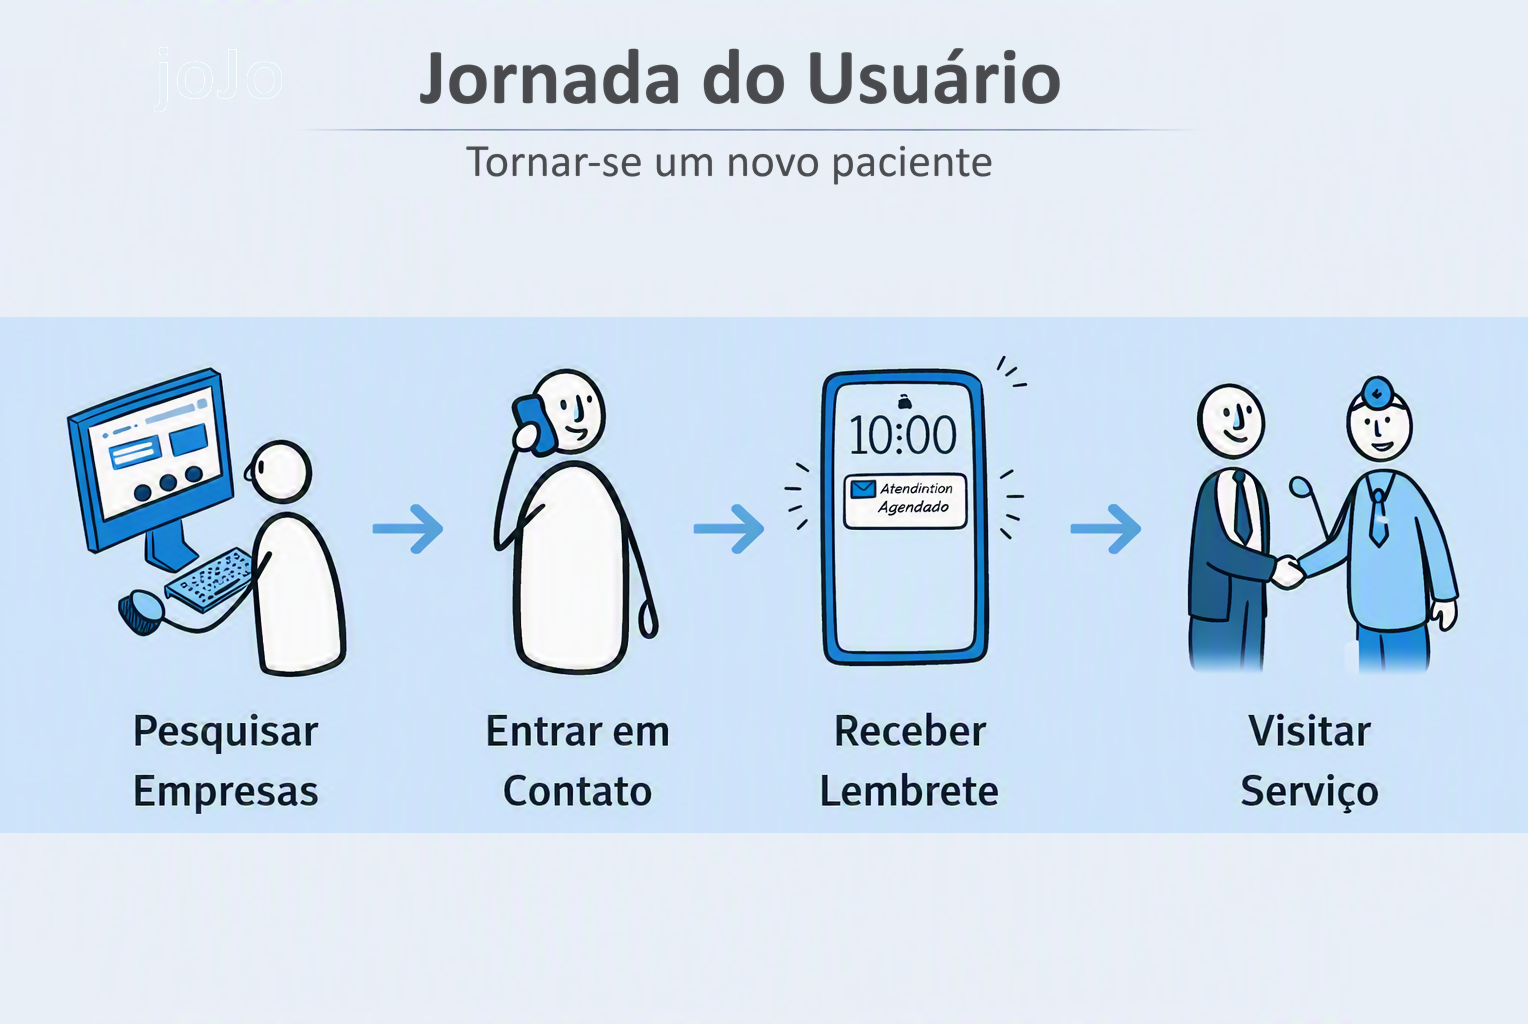 joJo
Jornada do Usuário
Tornar-se um novo paciente
10:00
Atendintion
Agendado
Pesquisar
Empresas
Entrar em
Contato
Receber
Lembrete
Visitar
Serviço